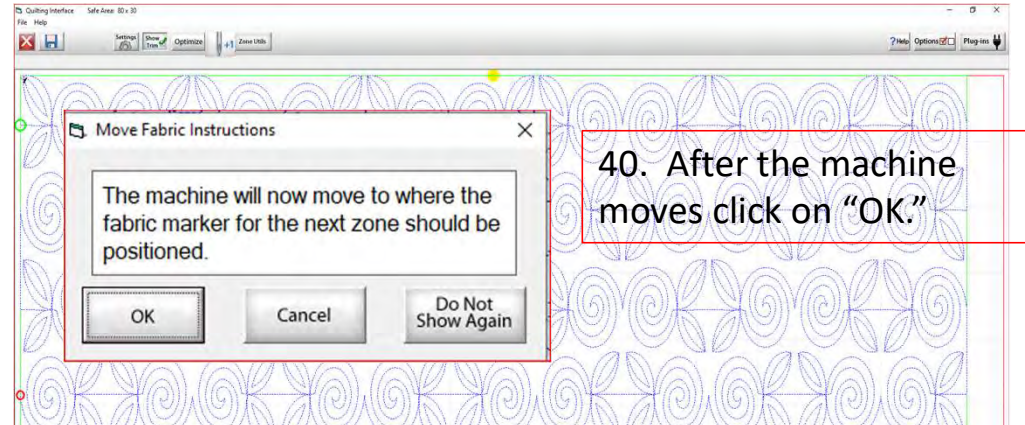 Quilting Interface Safe Area: 80 x 30
File Help
Settings Show Trim Optimize +1 Zone Utils ?Help Options Plug-ins
Y
Move Fabric Instructions
The machine will now move to where the
fabric marker for the next zone should be
positioned.
OK Cancel Do Not
Show Again
40. After the machine
moves click on “OK.”